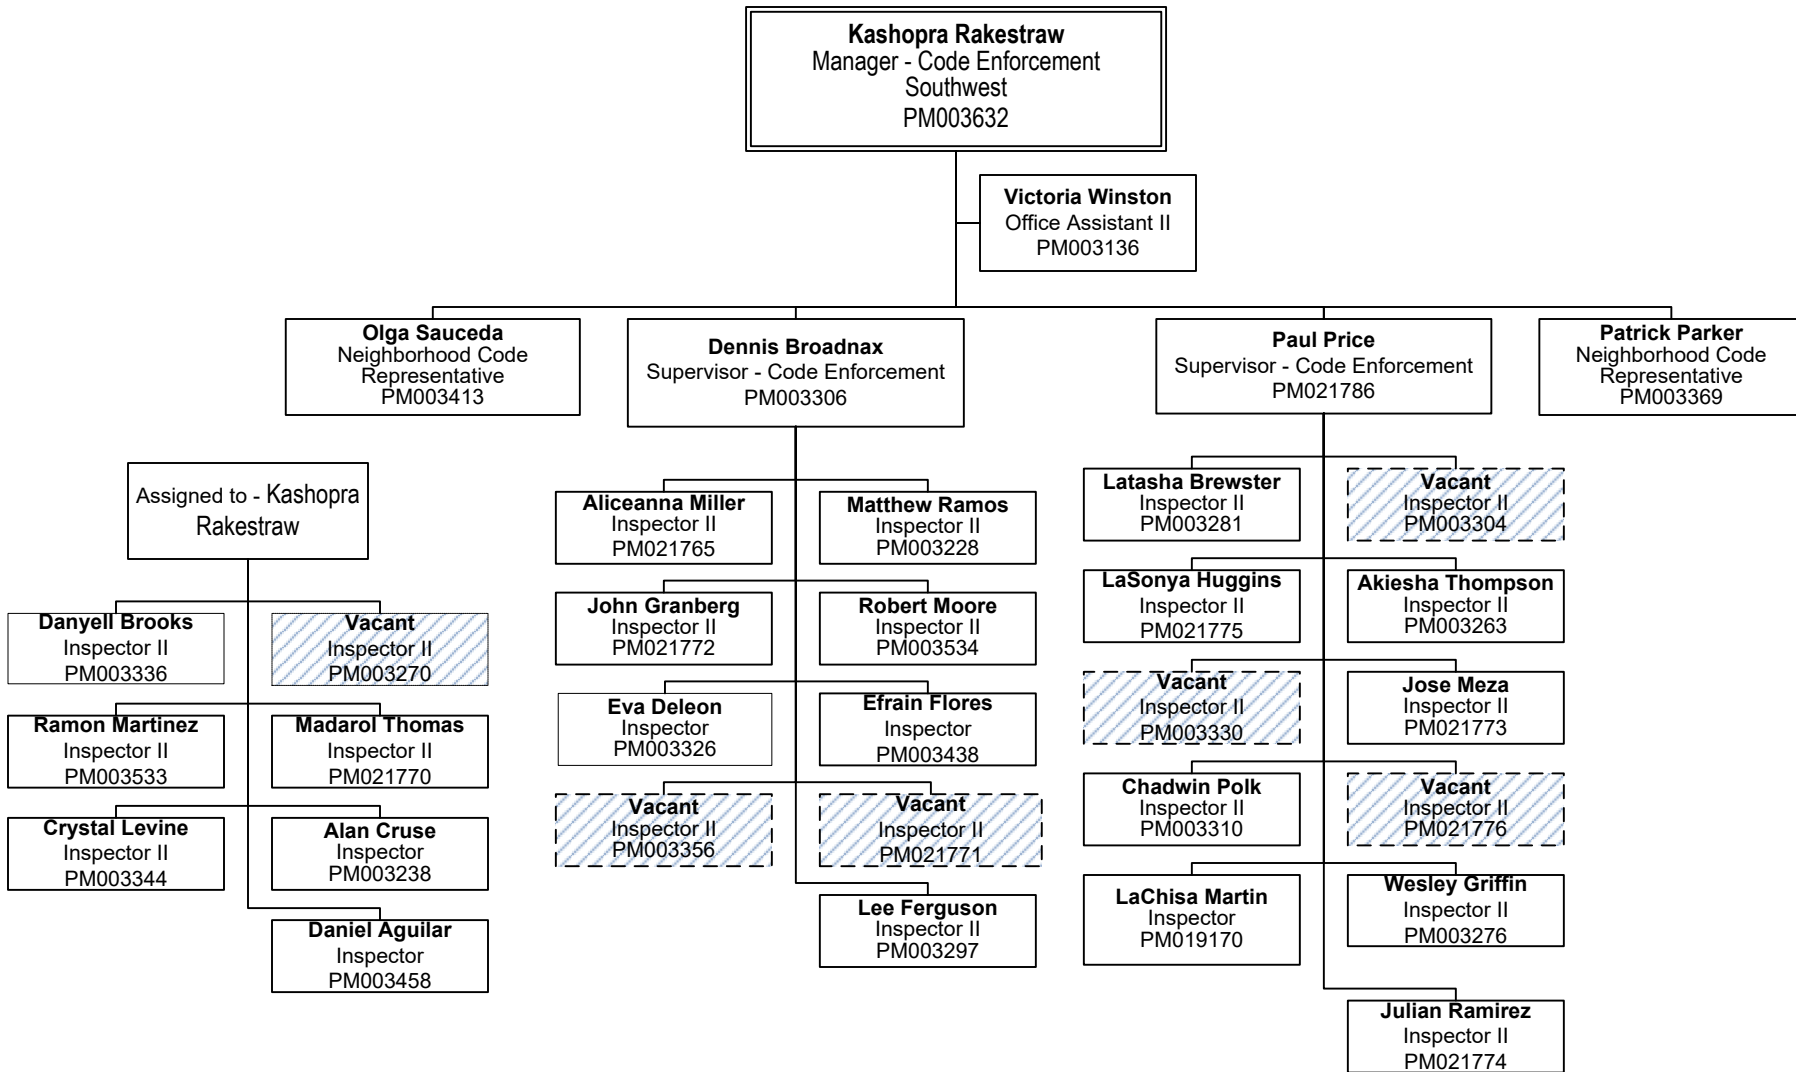 Kashopra Rakestraw
Manager - Code Enforcement
Southwest
PM003632
Victoria Winston
Office Assistant II
PM003136
Olga Sauceda
Neighborhood Code
Representative
PM003413
Dennis Broadnax
Supervisor - Code Enforcement
PM003306
Paul Price
Supervisor - Code Enforcement
PM021786
Patrick Parker
Neighborhood Code
Representative
PM003369
Assigned to - Kashopra
Rakestraw
Danyell Brooks
Inspector II
PM003336
Vacant
Inspector II
PM003270
Ramon Martinez
Inspector II
PM003533
Madarol Thomas
Inspector II
PM021770
Crystal Levine
Inspector II
PM003344
Alan Cruse
Inspector
PM003238
Daniel Aguilar
Inspector
PM003458
Aliceanna Miller
Inspector II
PM021765
Matthew Ramos
Inspector II
PM003228
John Granberg
Inspector II
PM021772
Robert Moore
Inspector II
PM003534
Eva Deleon
Inspector
PM003326
Efrain Flores
Inspector
PM003438
Vacant
Inspector II
PM003356
Vacant
Inspector II
PM021771
Lee Ferguson
Inspector II
PM003297
Latasha Brewster
Inspector II
PM003281
Vacant
Inspector II
PM003304
LaSonya Huggins
Inspector II
PM021775
Akiesha Thompson
Inspector II
PM003263
Vacant
Inspector II
PM003330
Jose Meza
Inspector II
PM021773
Chadwin Polk
Inspector II
PM003310
Vacant
Inspector II
PM021776
LaChisa Martin
Inspector
PM019170
Wesley Griffin
Inspector II
PM003276
Julian Ramirez
Inspector II
PM021774